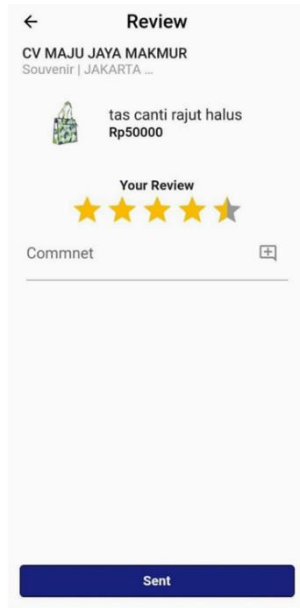 Review
CV MAJU JAYA MAKMUR
Souvenir | JAKARTA ...
tas canti rajut halus
Rp50000
Your Review
Commnet
Sent